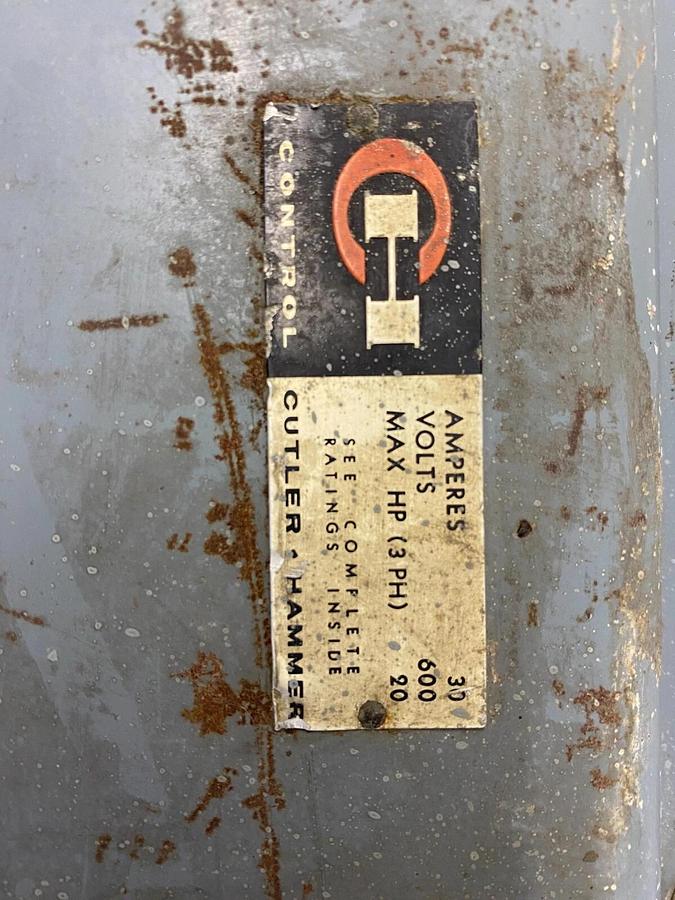 CONTROL
AMPERES 30
VOLTS 600
MAX HP (3 PH) 20
SEE COMPLETE
RATINGS INSIDE
CUTLER • HAMMER